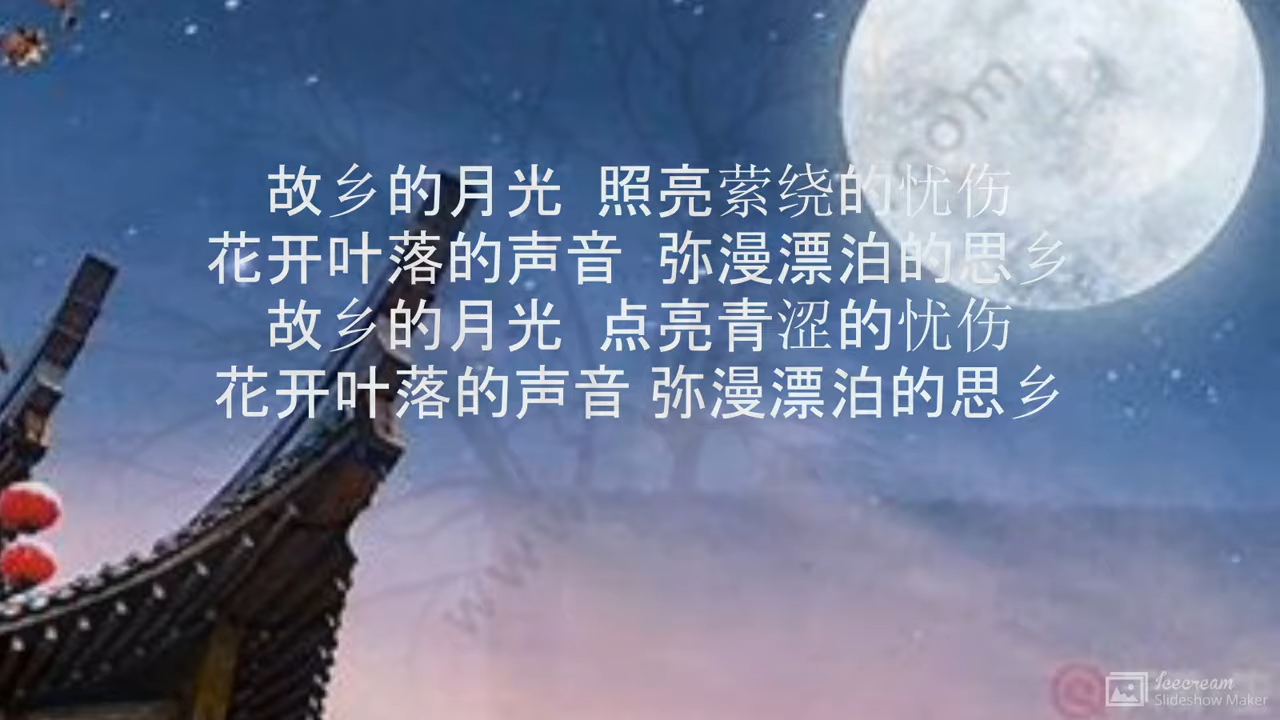 故乡的月光  照亮萦绕的忧伤
花开叶落的声音  弥漫漂泊的思乡
故乡的月光  点亮青涩的忧伤
花开叶落的声音 弥漫漂泊的思乡
Icecream
Slideshow Maker